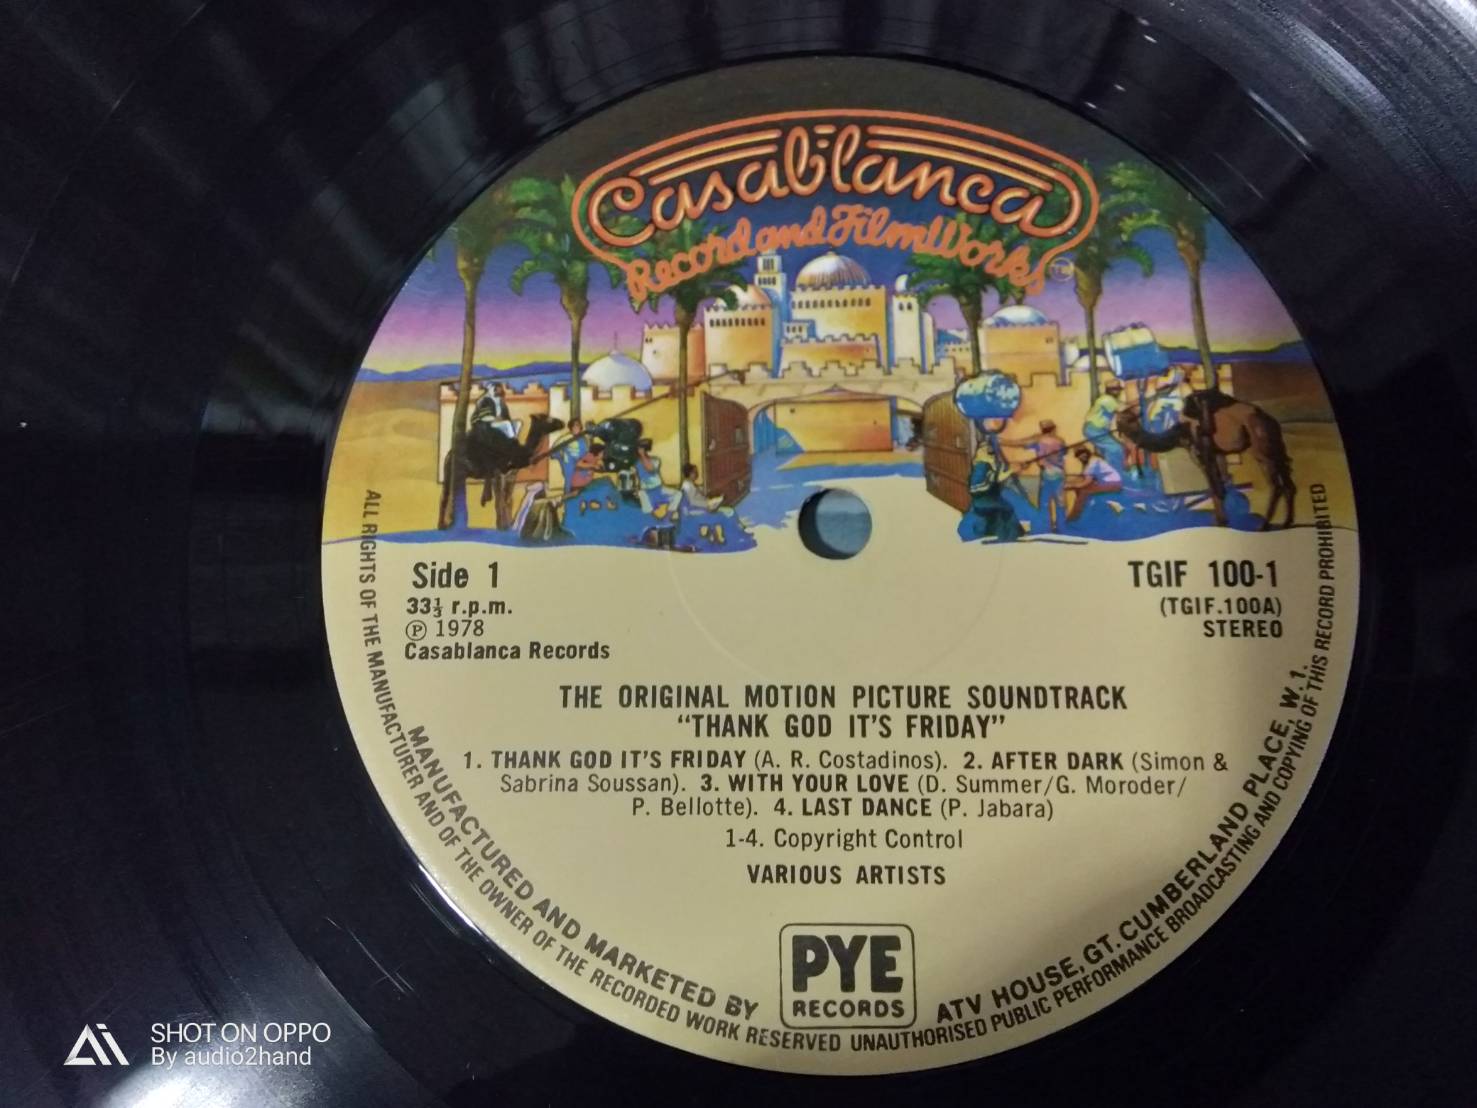 Casablanca
Record and FilmWorks
TM
Side 1
33⅓ r.p.m.
Ⓟ 1978
Casablanca Records
TGIF 100-1
(TGIF.100A)
STEREO
THE ORIGINAL MOTION PICTURE SOUNDTRACK
“THANK GOD IT'S FRIDAY”
1. THANK GOD IT'S FRIDAY (A. R. Costadinos). 2. AFTER DARK (Simon &
Sabrina Soussan). 3. WITH YOUR LOVE (D. Summer/G. Moroder/
P. Bellotte). 4. LAST DANCE (P. Jabara)
1-4. Copyright Control
VARIOUS ARTISTS
PYE
RECORDS
MANUFACTURED AND MARKETED BY
ATV HOUSE, GT. CUMBERLAND PLACE, W.1.
ALL RIGHTS OF THE MANUFACTURER AND OF THE OWNER OF THE RECORDED WORK RESERVED UNAUTHORISED PUBLIC PERFORMANCE BROADCASTING AND COPYING OF THIS RECORD PROHIBITED
SHOT ON OPPO
By audio2hand